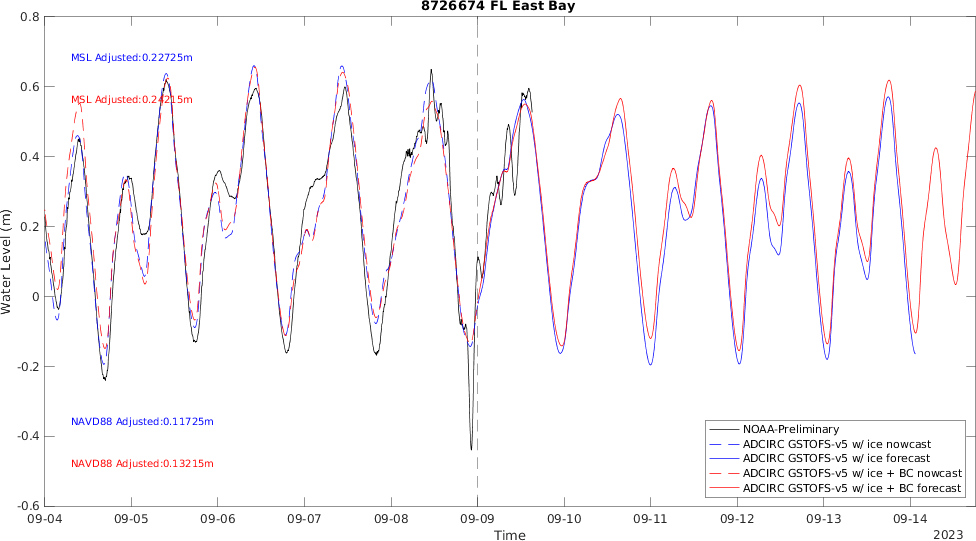 8726674 FL East Bay
0.8
MSL Adjusted:0.22725m
0.6
MSL Adjusted:0.24215m
0.4
0.2
Water Level (m)
0
-0.2
NAVD88 Adjusted:0.11725m
-0.4
NAVD88 Adjusted:0.13215m
NOAA-Preliminary
ADCIRC GSTOFS-v5 w/ ice nowcast
ADCIRC GSTOFS-v5 w/ ice forecast
ADCIRC GSTOFS-v5 w/ ice + BC nowcast
ADCIRC GSTOFS-v5 w/ ice + BC forecast
-0.6
09-04 09-05 09-06 09-07 09-08 09-09 09-10 09-11 09-12 09-13 09-14
Time
2023